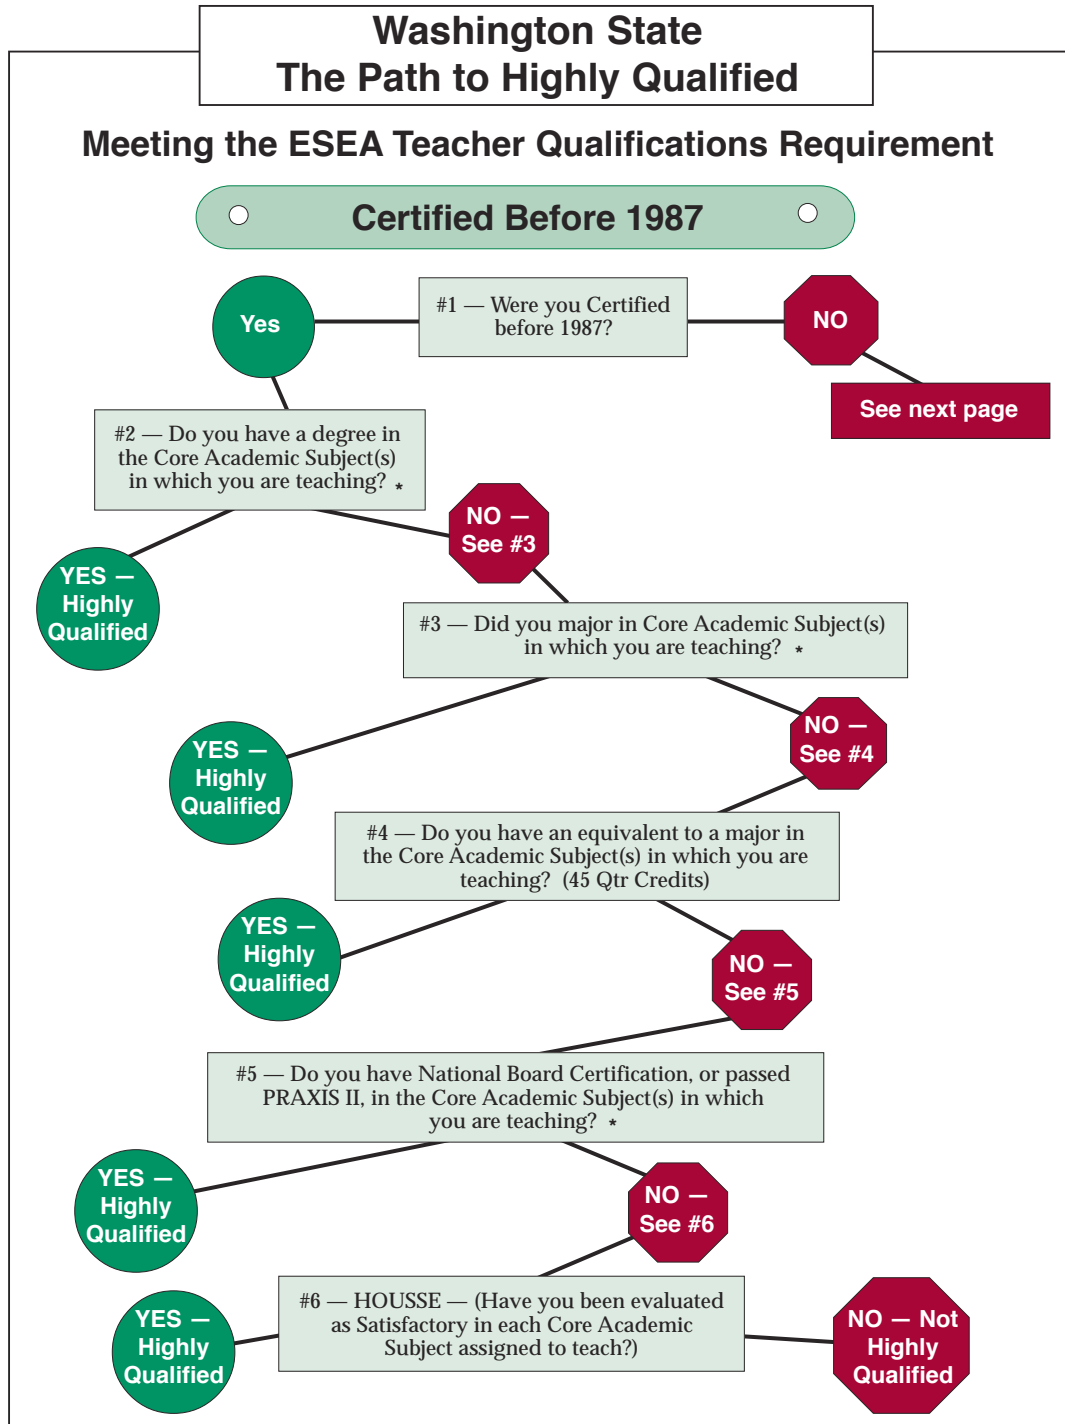 Washington State
The Path to Highly Qualified
Meeting the ESEA Teacher Qualifications Requirement
Certified Before 1987
Yes
#1 — Were you Certified
before 1987?
NO
See next page
#2 — Do you have a degree in
the Core Academic Subject(s)
in which you are teaching? *
NO —
See #3
YES —
Highly
Qualified
#3 — Did you major in Core Academic Subject(s)
in which you are teaching? *
YES —
Highly
Qualified
NO —
See #4
#4 — Do you have an equivalent to a major in
the Core Academic Subject(s) in which you are
teaching? (45 Qtr Credits)
YES —
Highly
Qualified
NO —
See #5
#5 — Do you have National Board Certification, or passed
PRAXIS II, in the Core Academic Subject(s) in which
you are teaching? *
YES —
Highly
Qualified
NO —
See #6
#6 — HOUSSE — (Have you been evaluated
as Satisfactory in each Core Academic
Subject assigned to teach?)
YES —
Highly
Qualified
NO — Not
Highly
Qualified